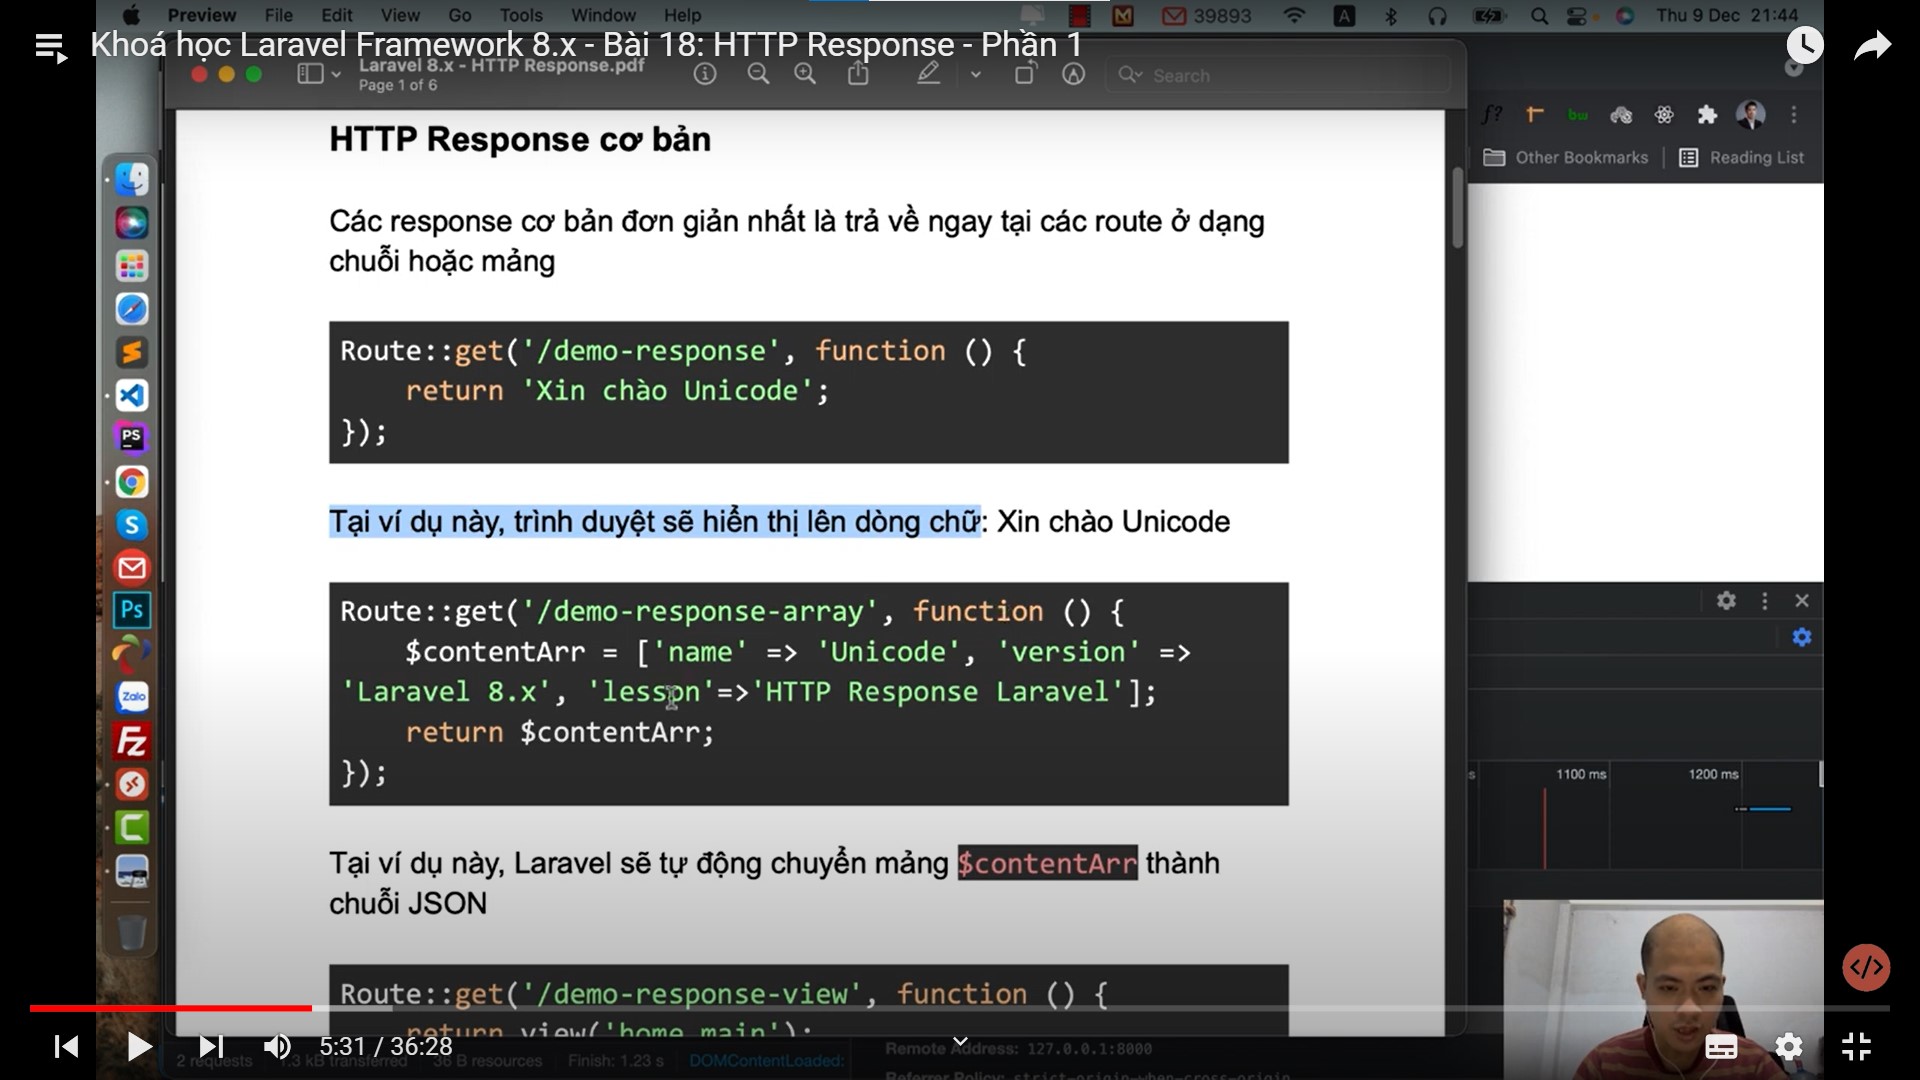 Preview File Edit View Go Tools Window Help 39893 A Thu 9 Dec 21:44
Khoá học Laravel Framework 8.x - Bài 18: HTTP Response - Phần 1
Laravel 8.x - HTTP Response.pdf
Page 1 of 6
Search
HTTP Response cơ bản
Other Bookmarks Reading List
Các response cơ bản đơn giản nhất là trả về ngay tại các route ở dạng
chuỗi hoặc mảng
Route::get('/demo-response', function () {
return 'Xin chào Unicode';
});
Tại ví dụ này, trình duyệt sẽ hiển thị lên dòng chữ: Xin chào Unicode
Route::get('/demo-response-array', function () {
$contentArr = ['name' => 'Unicode', 'version' =>
'Laravel 8.x', 'lesson'=>'HTTP Response Laravel'];
return $contentArr;
});
1100 ms 1200 ms
Tại ví dụ này, Laravel sẽ tự động chuyển mảng $contentArr thành
chuỗi JSON
Route::get('/demo-response-view', function () {
return view('home.main');
PS
S
Ps
Zalo
Fz
C
</>
5:31 / 36:28
2 requests 1.3 kB transferred 36 B resources Finish: 1.23 s DOMContentLoaded:
Remote Address: 127.0.0.1:8000
Referrer Policy: strict-origin-when-cross-origin